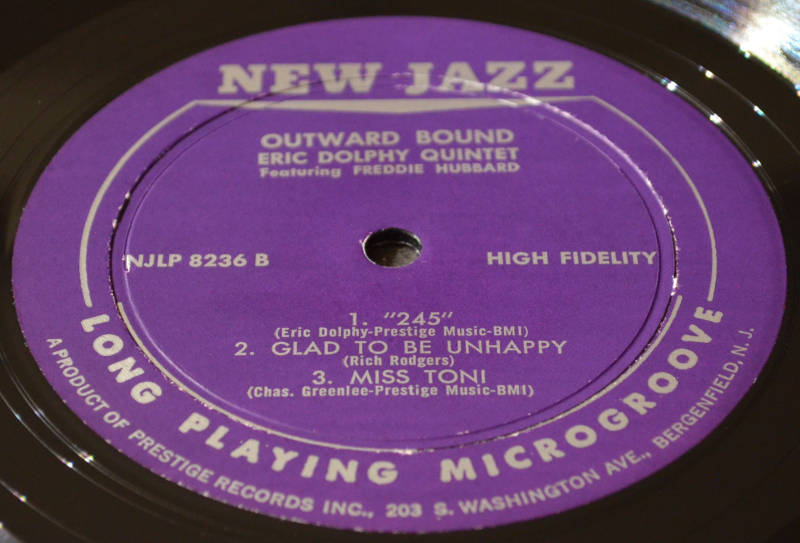 NEW JAZZ
OUTWARD BOUND
ERIC DOLPHY QUINTET
Featuring FREDDIE HUBBARD
NJLP 8236 B
HIGH FIDELITY
1. "245"
(Eric Dolphy-Prestige Music-BMI)
2. GLAD TO BE UNHAPPY
(Rich Rodgers)
3. MISS TONI
(Chas. Greenlee-Prestige Music-BMI)
LONG PLAYING MICROGROOVE
A PRODUCT OF PRESTIGE RECORDS INC., 203 S. WASHINGTON AVE., BERGENFIELD, N. J.